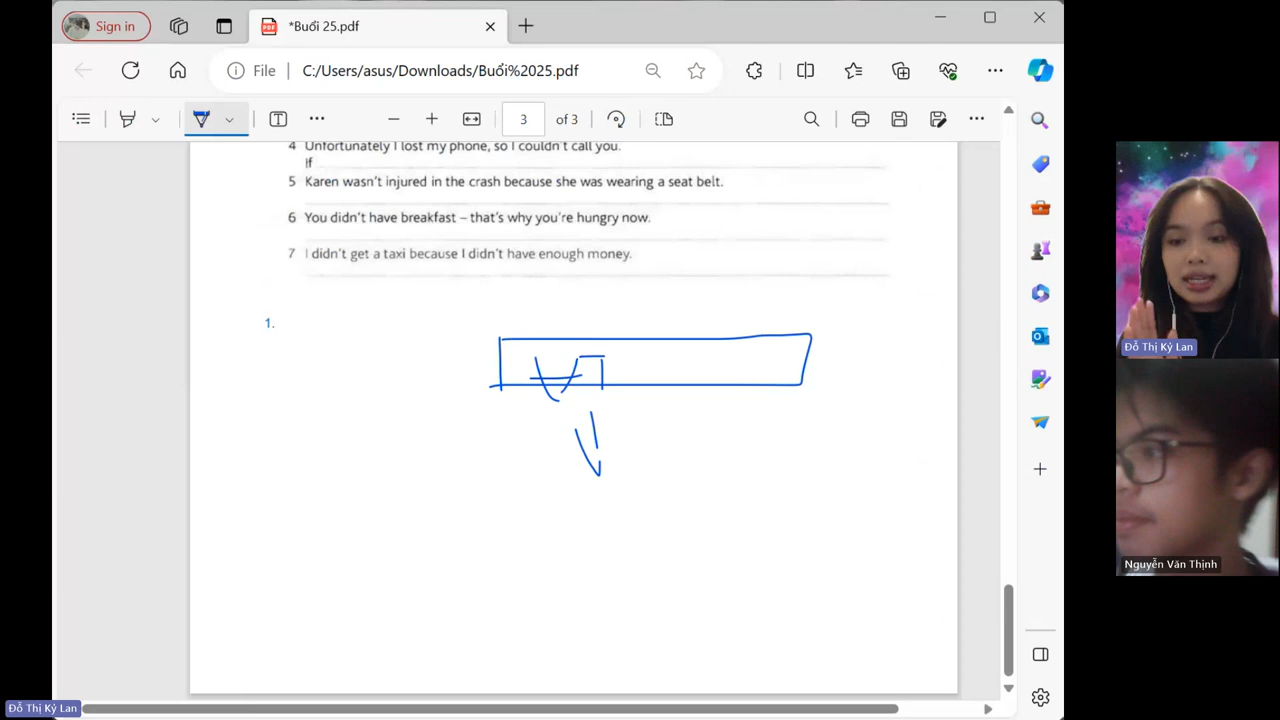 Sign in
*Buổi 25.pdf
File
C:/Users/asus/Downloads/Buổi%2025.pdf
3 of 3
4 Unfortunately I lost my phone, so I couldn't call you.
If
5 Karen wasn't injured in the crash because she was wearing a seat belt.
6 You didn't have breakfast – that's why you're hungry now.
7 I didn't get a taxi because I didn't have enough money.
1.
Đỗ Thị Kỳ Lan
Nguyễn Văn Thịnh
Đỗ Thị Kỳ Lan